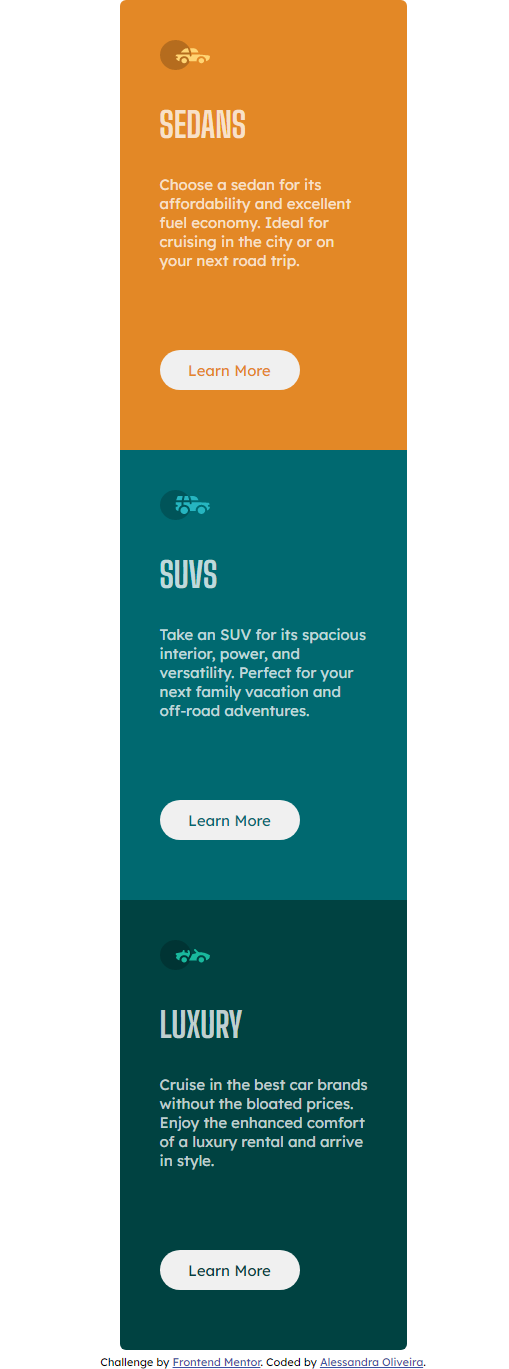 SEDANS
Choose a sedan for its
affordability and excellent
fuel economy. Ideal for
cruising in the city or on
your next road trip.
Learn More
SUVS
Take an SUV for its spacious
interior, power, and
versatility. Perfect for your
next family vacation and
off-road adventures.
Learn More
LUXURY
Cruise in the best car brands
without the bloated prices.
Enjoy the enhanced comfort
of a luxury rental and arrive
in style.
Learn More
Challenge by Frontend Mentor. Coded by Alessandra Oliveira.